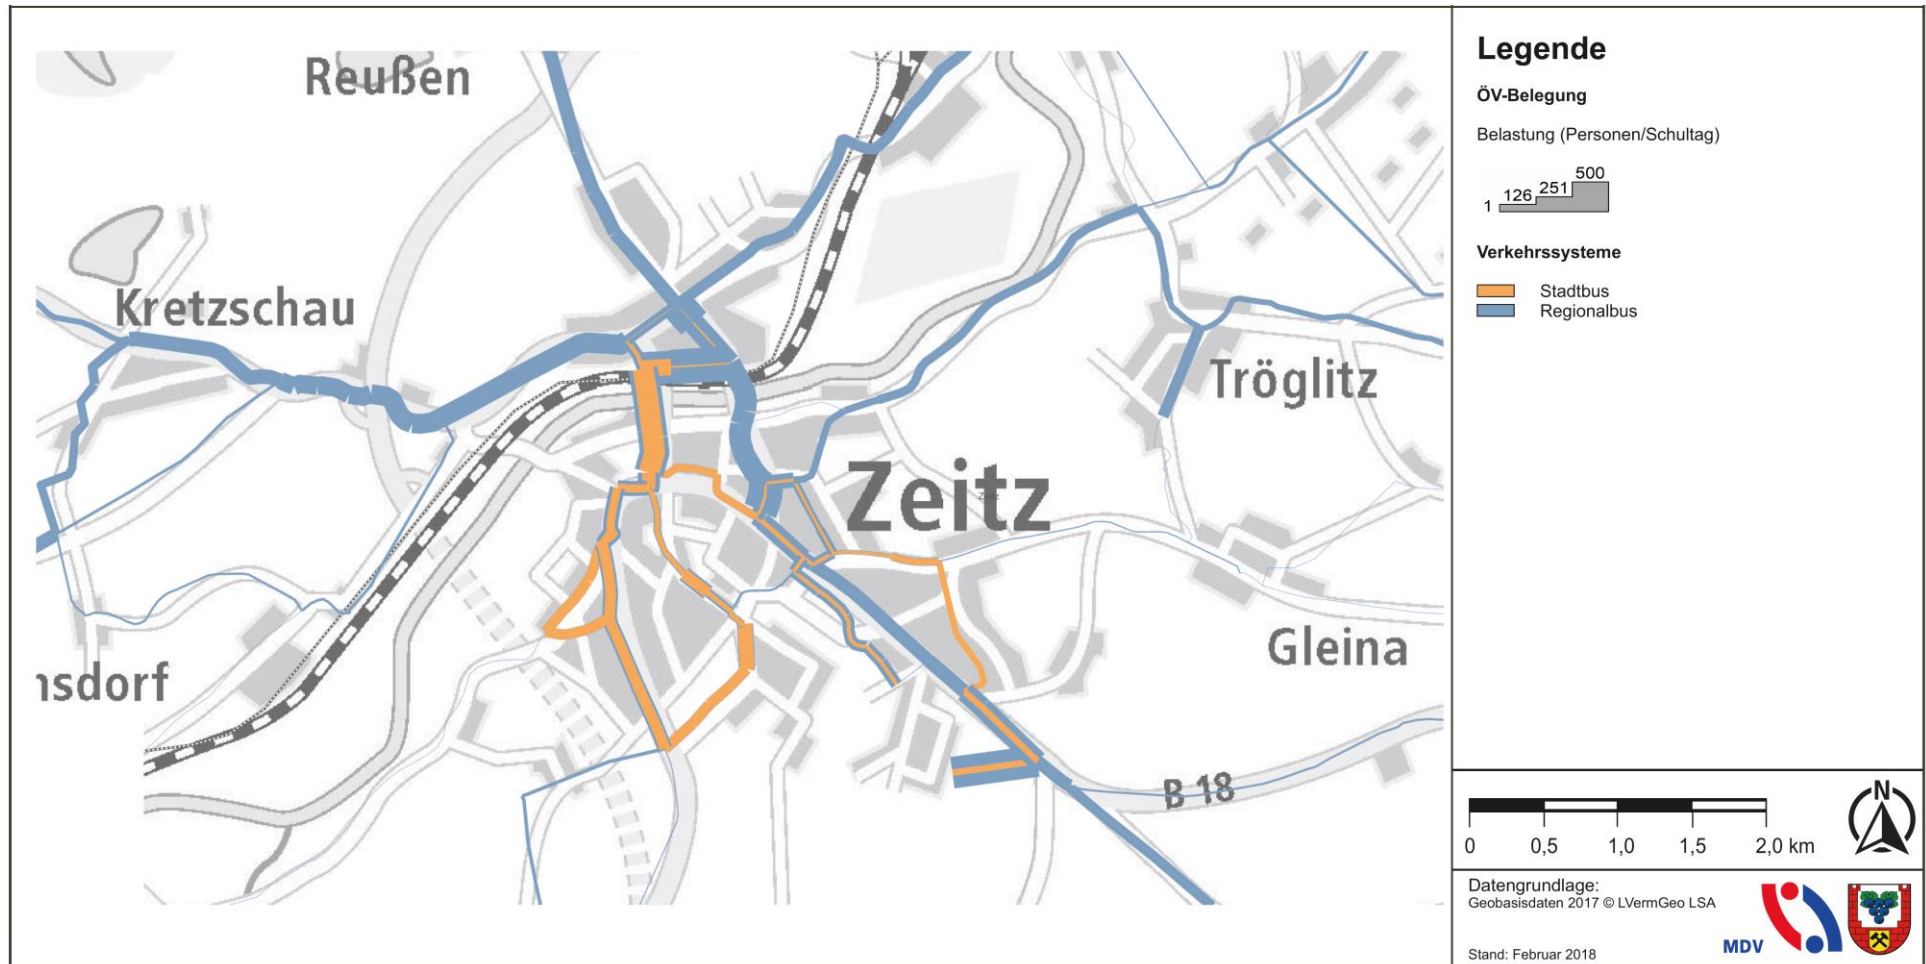 Reußen
Kretzschau
Zeitz
Tröglitz
Gleina
nsdorf
B 18
Legende
ÖV-Belegung
Belastung (Personen/Schultag)
1 126 251 500
Verkehrssysteme
Stadtbus
Regionalbus
0 0,5 1,0 1,5 2,0 km
N
Datengrundlage:
Geobasisdaten 2017 © LVermGeo LSA
Stand: Februar 2018
MDV